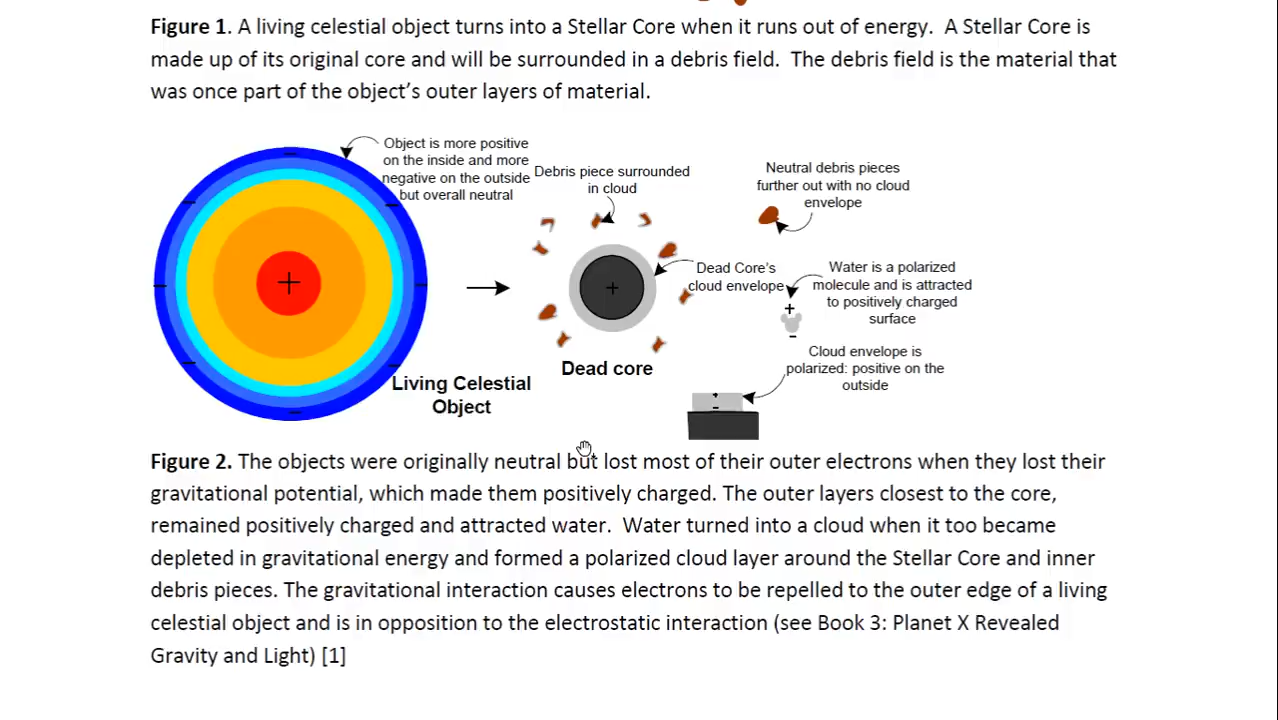 Figure 1. A living celestial object turns into a Stellar Core when it runs out of energy. A Stellar Core is
made up of its original core and will be surrounded in a debris field. The debris field is the material that
was once part of the object's outer layers of material.
Object is more positive
on the inside and more
negative on the outside
but overall neutral
Debris piece surrounded
in cloud
Neutral debris pieces
further out with no cloud
envelope
Dead Core's
cloud envelope
Water is a polarized
molecule and is attracted
to positively charged
surface
Cloud envelope is
polarized: positive on the
outside
Dead core
Living Celestial
Object
Figure 2. The objects were originally neutral but lost most of their outer electrons when they lost their
gravitational potential, which made them positively charged. The outer layers closest to the core,
remained positively charged and attracted water. Water turned into a cloud when it too became
depleted in gravitational energy and formed a polarized cloud layer around the Stellar Core and inner
debris pieces. The gravitational interaction causes electrons to be repelled to the outer edge of a living
celestial object and is in opposition to the electrostatic interaction (see Book 3: Planet X Revealed
Gravity and Light) [1]